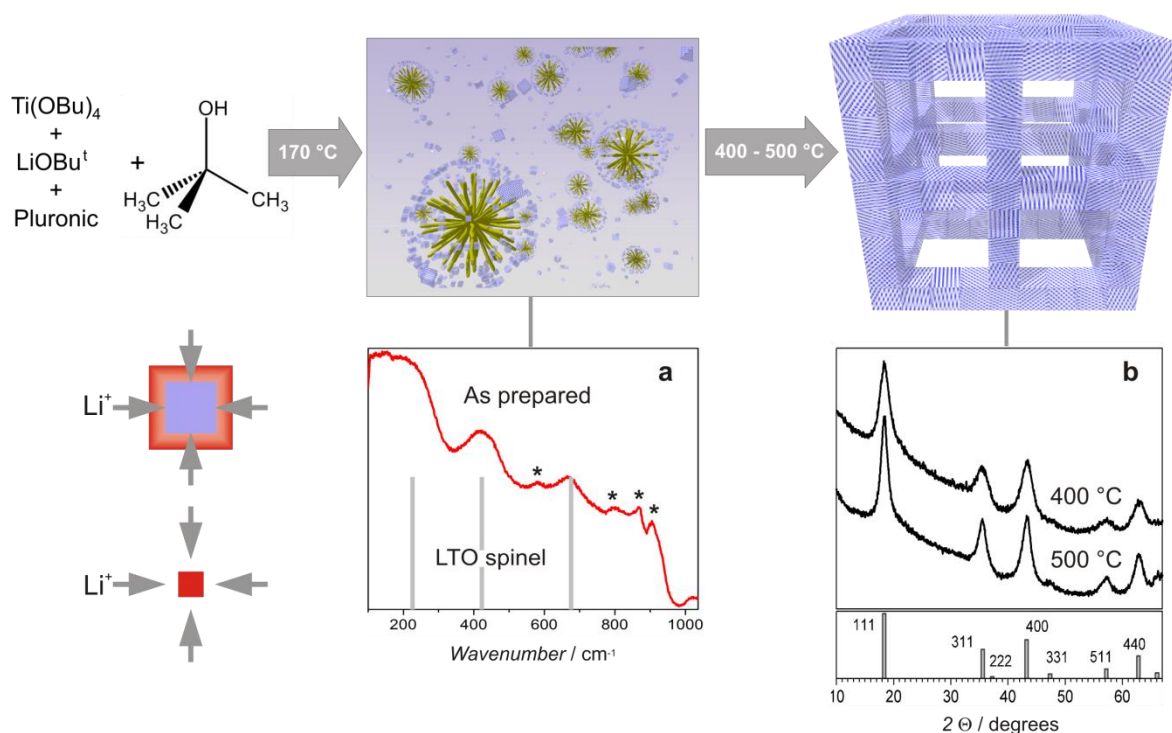 Ti(OBu)₄
+
LiOBuᵗ
+
Pluronic
+
OH
H₃C
H₃C
CH₃
170 °C
400 - 500 °C
Li⁺
Li⁺
a
As prepared
* * * *
LTO spinel
200 400 600 800 1000
Wavenumber / cm⁻¹
b
400 °C
500 °C
111 311 222 400 331 511 440
10 20 30 40 50 60
2 Θ / degrees